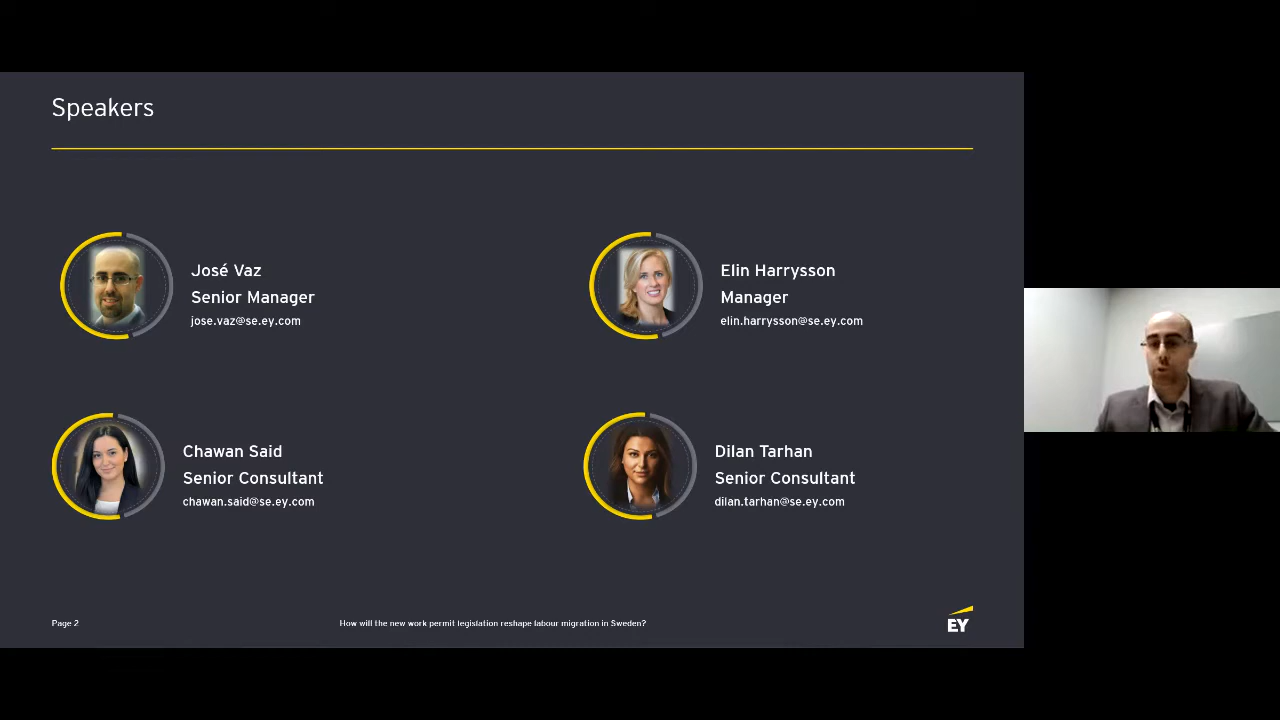 Speakers
José Vaz
Senior Manager
jose.vaz@se.ey.com
Elin Harrysson
Manager
elin.harrysson@se.ey.com
Chawan Said
Senior Consultant
chawan.said@se.ey.com
Dilan Tarhan
Senior Consultant
dilan.tarhan@se.ey.com
Page 2
How will the new work permit legislation reshape labour migration in Sweden?
EY